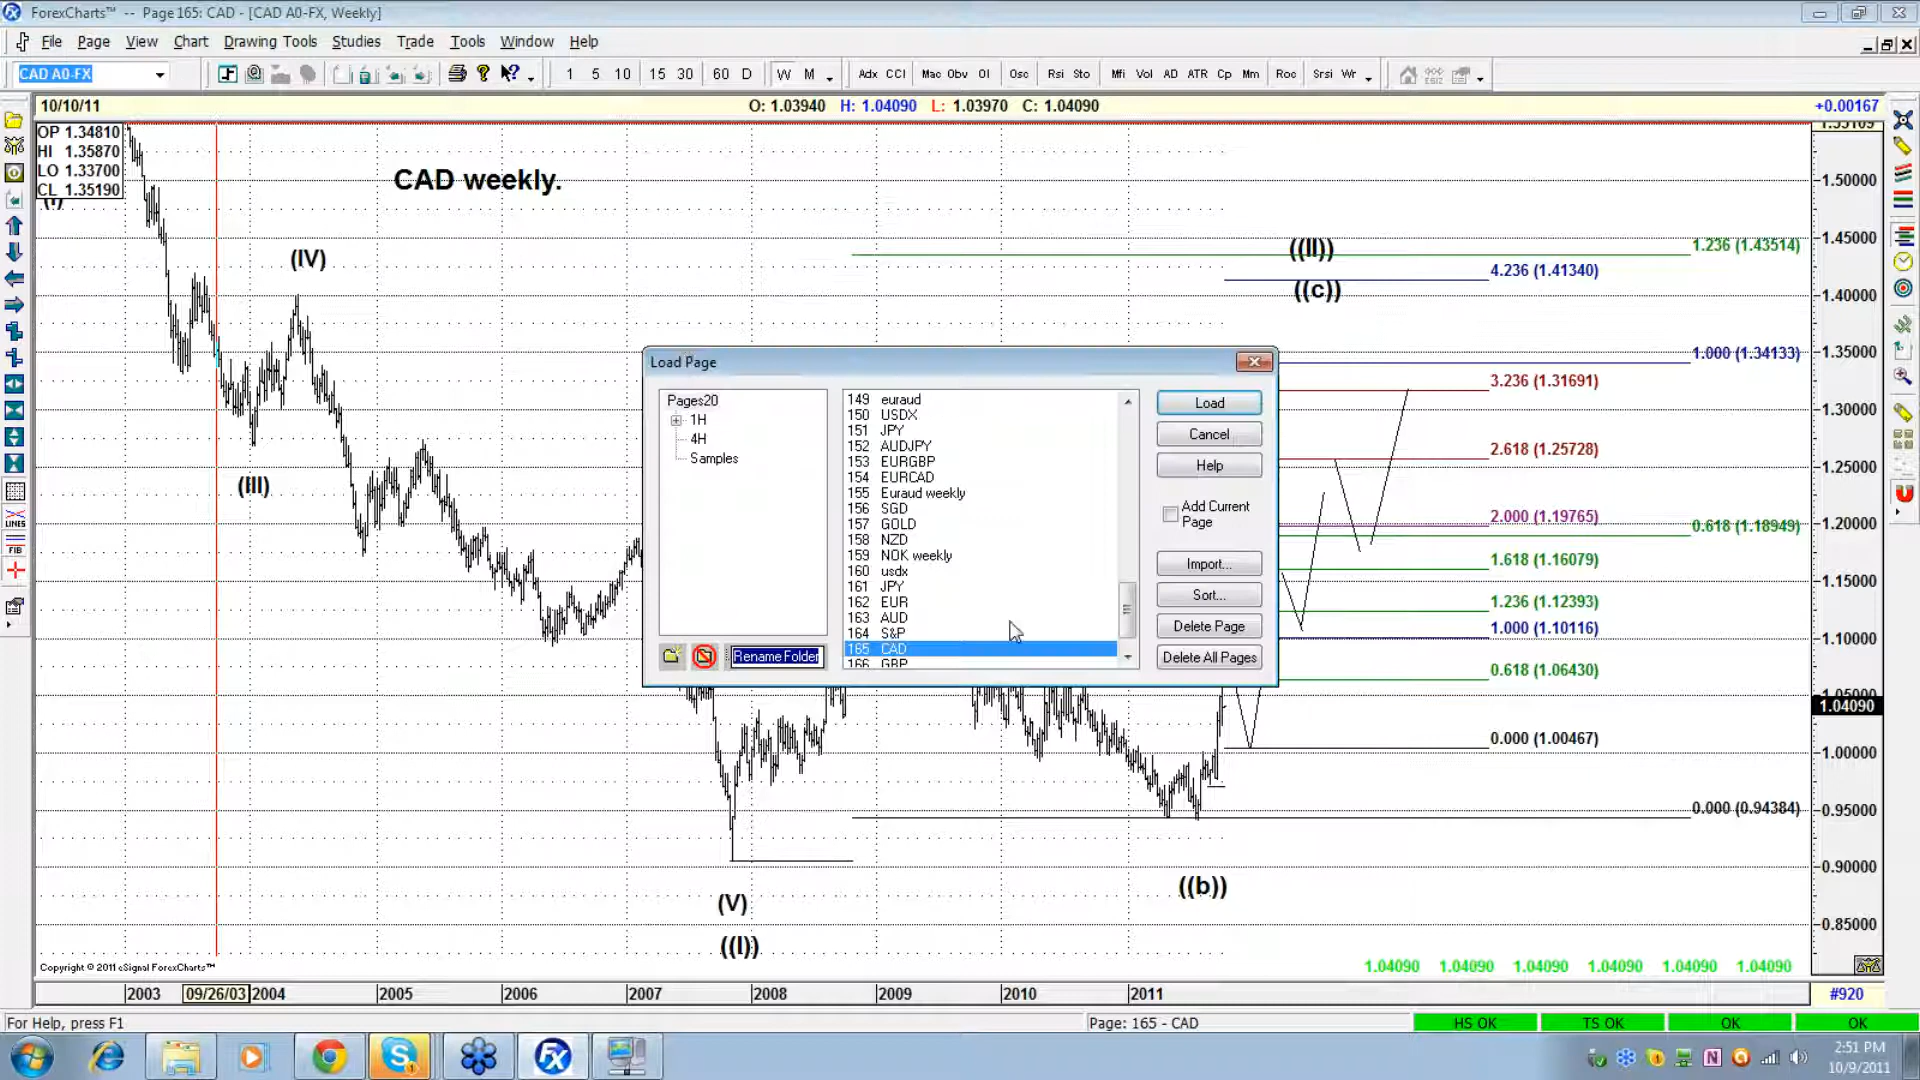 ForexCharts™ -- Page 165: CAD - [CAD A0-FX, Weekly]
File Page View Chart Drawing Tools Studies Trade Tools Window Help
CAD A0-FX 1 5 10 15 30 60 D W M Adx CCI Mac Obv OI Osc Rsi Sto Mfi Vol AD ATR Cp Mm Roc Srsi Wr
10/10/11 O: 1.03940 H: 1.04090 L: 1.03970 C: 1.04090 +0.00167
OP 1.34810
HI 1.35870
LO 1.33700
CL 1.35190
CAD weekly.
(IV)
(III)
(V)
((I))
((b))
((II))
((c))
1.236 (1.43514)
4.236 (1.41340)
1.000 (1.34133)
3.236 (1.31691)
2.618 (1.25728)
2.000 (1.19765)
0.618 (1.18949)
1.618 (1.16079)
1.236 (1.12393)
1.000 (1.10116)
0.618 (1.06430)
0.000 (1.00467)
0.000 (0.94384)
1.50000
1.45000
1.40000
1.35000
1.30000
1.25000
1.20000
1.15000
1.10000
1.05000
1.04090
1.00000
0.95000
0.90000
0.85000
Load Page
Pages20
1H
4H
Samples
Rename Folder
149 euraud
150 USDX
151 JPY
152 AUDJPY
153 EURGBP
154 EURCAD
155 Euraud weekly
156 SGD
157 GOLD
158 NZD
159 NOK weekly
160 usdx
161 JPY
162 EUR
163 AUD
164 S&P
165 CAD
166 GBP
Load
Cancel
Help
Add Current
Page
Import...
Sort...
Delete Page
Delete All Pages
LINES
FIB
Copyright © 2011 eSignal ForexCharts™
1.04090 1.04090 1.04090 1.04090 1.04090 1.04090
2003 09/26/03 2004 2005 2006 2007 2008 2009 2010 2011 #920
For Help, press F1 Page: 165 - CAD HS OK TS OK OK OK
2:51 PM
10/9/2011